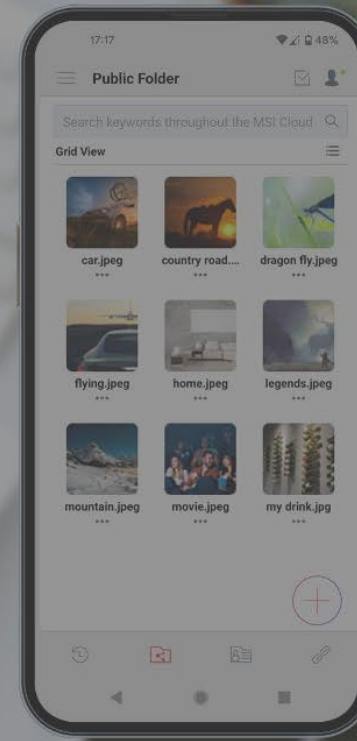 17:17 48%
Public Folder
Search keywords throughout the MSI Cloud
Grid View
car.jpeg country road.... dragon fly.jpeg
flying.jpeg home.jpeg legends.jpeg
mountain.jpeg movie.jpeg my drink.jpg